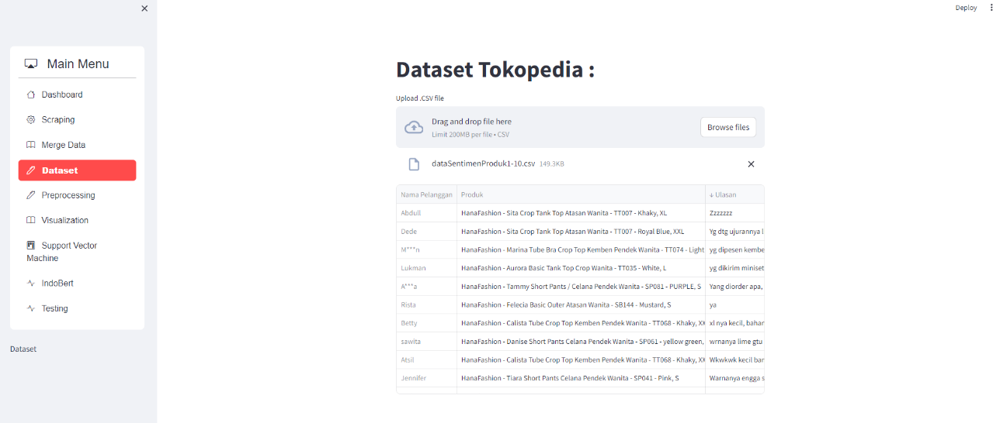 Deploy
Main Menu
Dashboard
Scraping
Merge Data
Dataset
Preprocessing
Visualization
Support Vector
Machine
IndoBert
Testing
Dataset
Dataset Tokopedia :
Upload .CSV file
Drag and drop file here
Limit 200MB per file • CSV
Browse files
dataSentimenProduk1-10.csv 149.3KB
Nama Pelanggan Produk ↓ Ulasan
Abdull HanaFashion - Sita Crop Tank Top Atasan Wanita - TT007 - Khaky, XL Zzzzzzz
Dede HanaFashion - Sita Crop Tank Top Atasan Wanita - TT007 - Royal Blue, XXL Yg dtg ujurannya l
M***n HanaFashion - Marina Tube Bra Crop Top Kemben Pendek Wanita - TT074 - Light yg dipesen kembe
Lukman HanaFashion - Aurora Basic Tank Top Crop Wanita - TT035 - White, L yg dikirim miniset
A***a HanaFashion - Tammy Short Pants / Celana Pendek Wanita - SP081 - PURPLE, S Yang diorder apa,
Rista HanaFashion - Felecia Basic Outer Atasan Wanita - SB144 - Mustard, S ya
Betty HanaFashion - Calista Tube Crop Top Kemben Pendek Wanita - TT068 - Khaky, XX xl nya kecil, bahar
sawita HanaFashion - Danise Short Pants Celana Pendek Wanita - SP061 - yellow green, wrnanya lime gtu
Atsil HanaFashion - Calista Tube Crop Top Kemben Pendek Wanita - TT068 - Khaky, XX Wkwkwk kecil bar
Jennifer HanaFashion - Tiara Short Pants Celana Pendek Wanita - SP041 - Pink, S Warnanya engga s